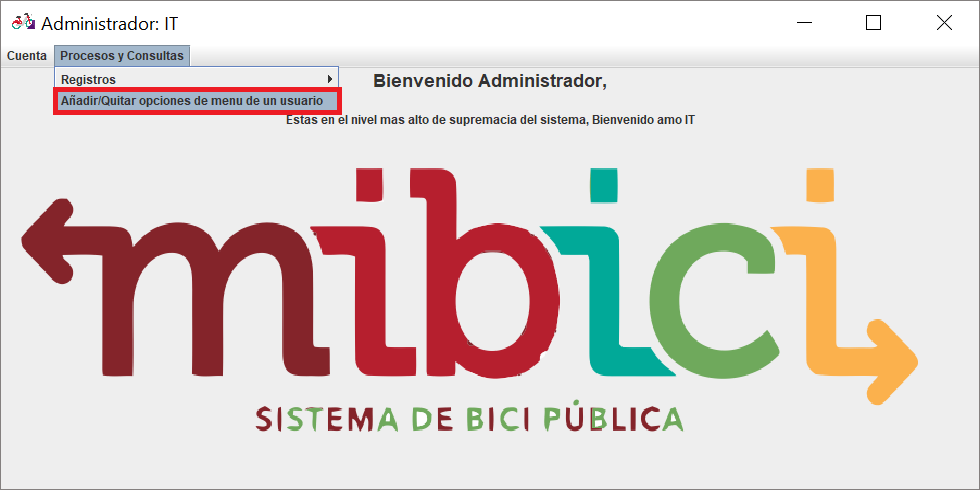 Administrador: IT
Cuenta Procesos y Consultas
Registros
Bienvenido Administrador,
Añadir/Quitar opciones de menu de un usuario
Estas en el nivel mas alto de supremacia del sistema, Bienvenido amo IT
mibici
SISTEMA DE BICI PÚBLICA